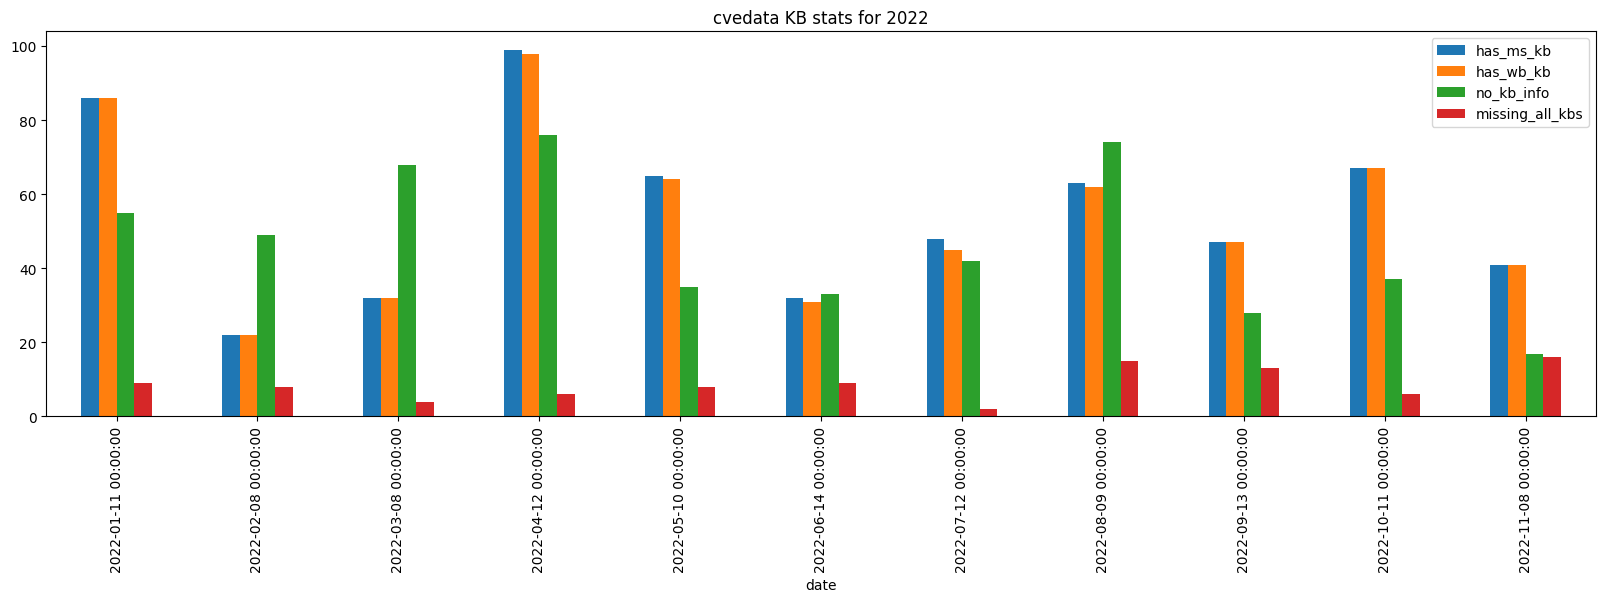 cvedata KB stats for 2022
has_ms_kb
has_wb_kb
no_kb_info
missing_all_kbs
100
80
60
40
20
0
2022-01-11 00:00:00
2022-02-08 00:00:00
2022-03-08 00:00:00
2022-04-12 00:00:00
2022-05-10 00:00:00
2022-06-14 00:00:00
2022-07-12 00:00:00
2022-08-09 00:00:00
2022-09-13 00:00:00
2022-10-11 00:00:00
2022-11-08 00:00:00
date